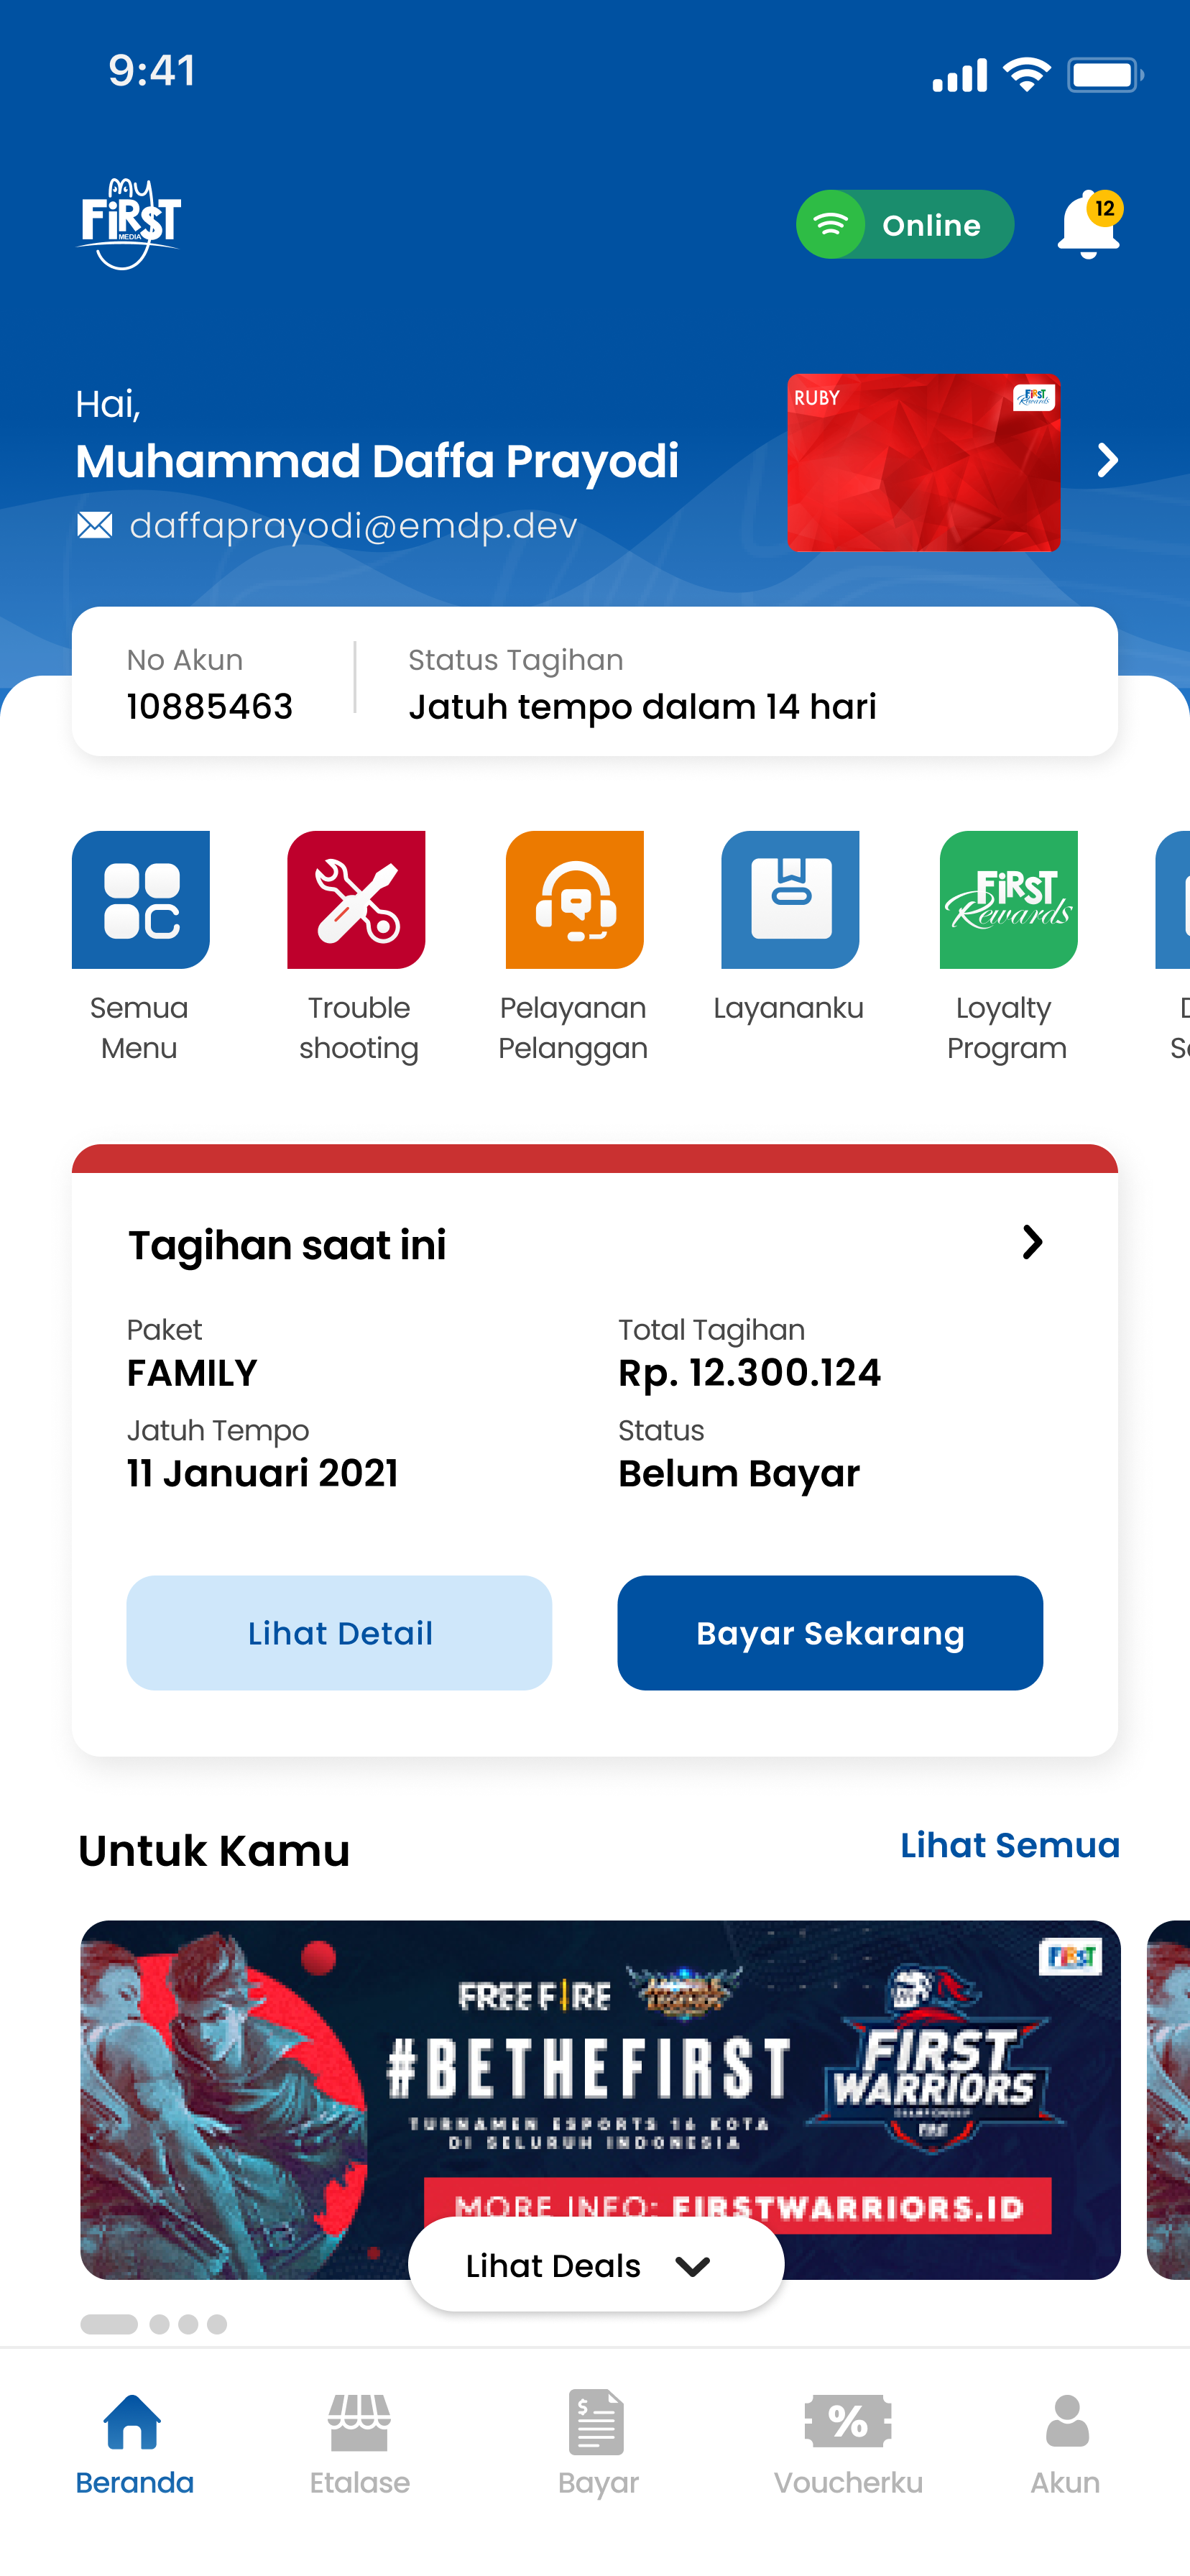 9:41
My
FiRST
MEDIA
Online
12
Hai,
Muhammad Daffa Prayodi
daffaprayodi@emdp.dev
RUBY
FiRST
Rewards
No Akun
10885463
Status Tagihan
Jatuh tempo dalam 14 hari
FiRST
Rewards
Semua
Menu
Trouble
shooting
Pelayanan
Pelanggan
Layananku
Loyalty
Program
Tagihan saat ini
Paket
FAMILY
Total Tagihan
Rp. 12.300.124
Jatuh Tempo
11 Januari 2021
Status
Belum Bayar
Lihat Detail
Bayar Sekarang
Untuk Kamu
Lihat Semua
FiRST
FREE FIRE
#BETHEFIRST
TURNAMEN ESPORTS 16 KOTA
DI SELURUH INDONESIA
FIRST
WARRIORS
MORE INFO: FIRSTWARRIORS.ID
Lihat Deals
Beranda
Etalase
Bayar
Voucherku
Akun